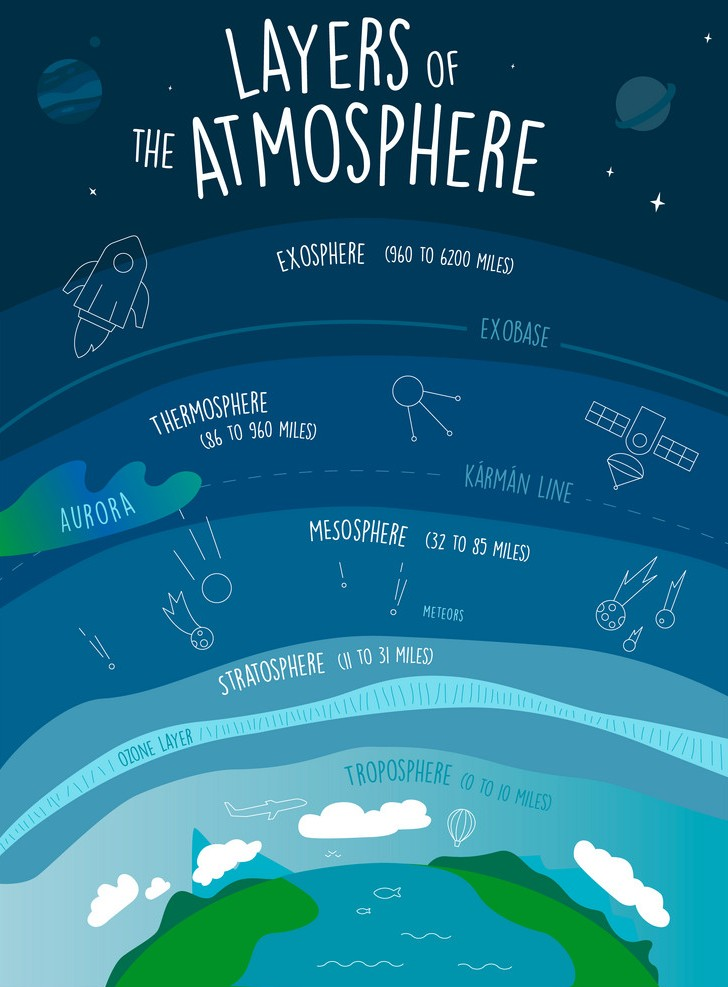 LAYERS OF
THE ATMOSPHERE
EXOSPHERE (960 TO 6200 MILES)
EXOBASE
THERMOSPHERE
(86 TO 960 MILES)
KÁRMÁN LINE
AURORA
MESOSPHERE (32 TO 85 MILES)
METEORS
STRATOSPHERE (11 TO 31 MILES)
OZONE LAYER
TROPOSPHERE (0 TO 10 MILES)